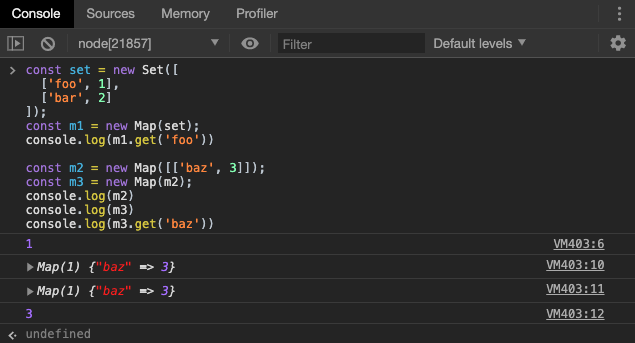 Console Sources Memory Profiler
node[21857] Filter Default levels
const set = new Set([
  ['foo', 1],
  ['bar', 2]
]);
const m1 = new Map(set);
console.log(m1.get('foo'))

const m2 = new Map([['baz', 3]]);
const m3 = new Map(m2);
console.log(m2)
console.log(m3)
console.log(m3.get('baz'))
1 VM403:6
Map(1) {"baz" => 3} VM403:10
Map(1) {"baz" => 3} VM403:11
3 VM403:12
undefined